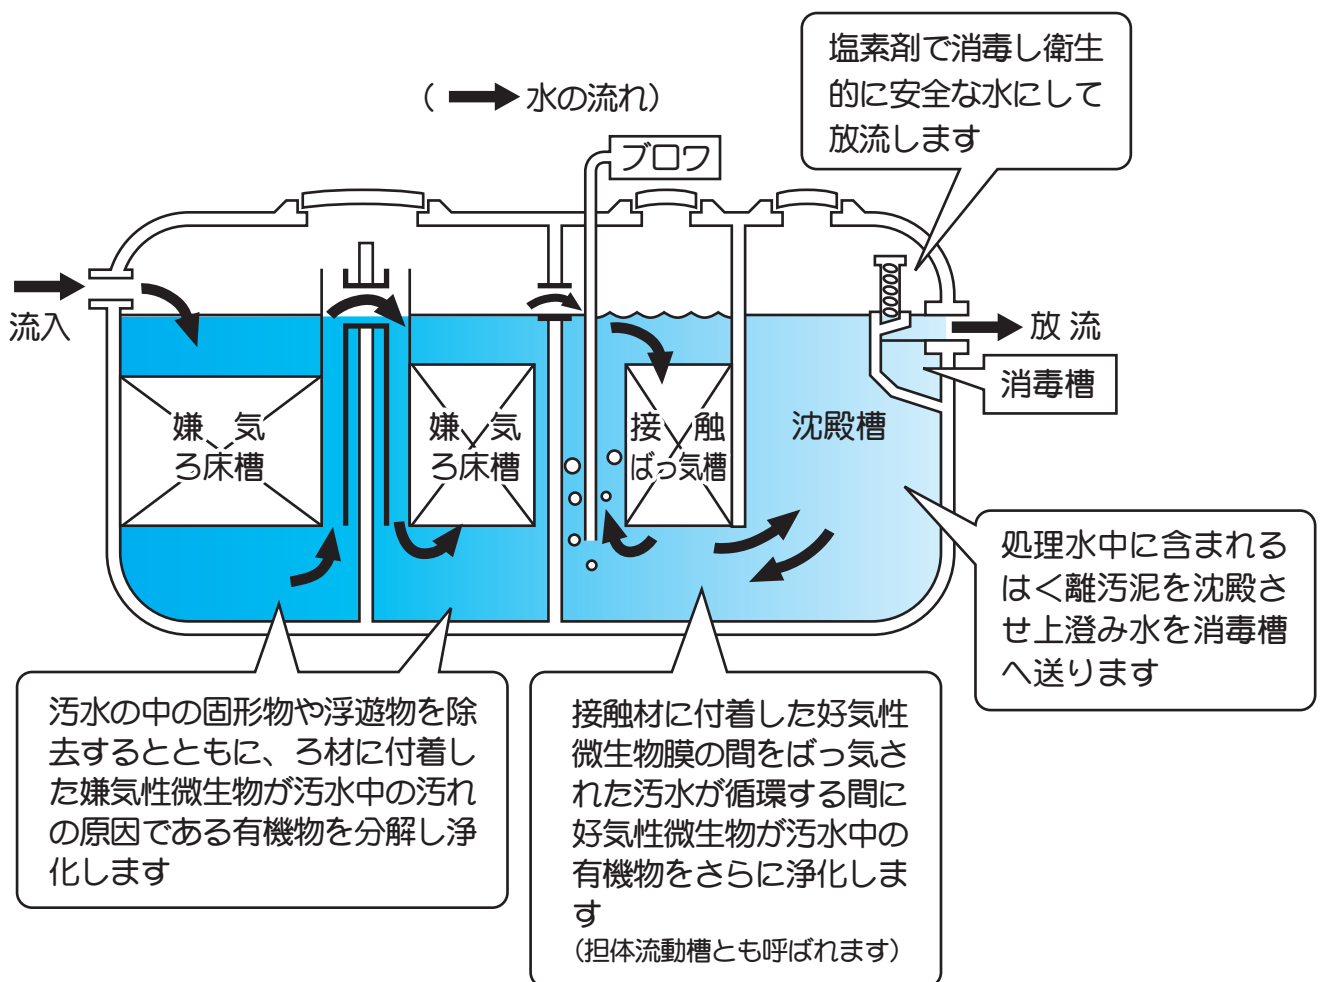 塩素剤で消毒し衛生
的に安全な水にして
放流します
( 水の流れ)
ブロワ
流入
放 流
消毒槽
嫌 気
ろ床槽
嫌 気
ろ床槽
接 触
ばっ気槽
沈殿槽
処理水中に含まれる
はく離汚泥を沈殿さ
せ上澄み水を消毒槽
へ送ります
汚水の中の固形物や浮遊物を除
去するとともに、ろ材に付着し
た嫌気性微生物が汚水中の汚れ
の原因である有機物を分解し浄
化します
接触材に付着した好気性
微生物膜の間をばっ気さ
れた汚水が循環する間に
好気性微生物が汚水中の
有機物をさらに浄化しま
す
(担体流動槽とも呼ばれます)